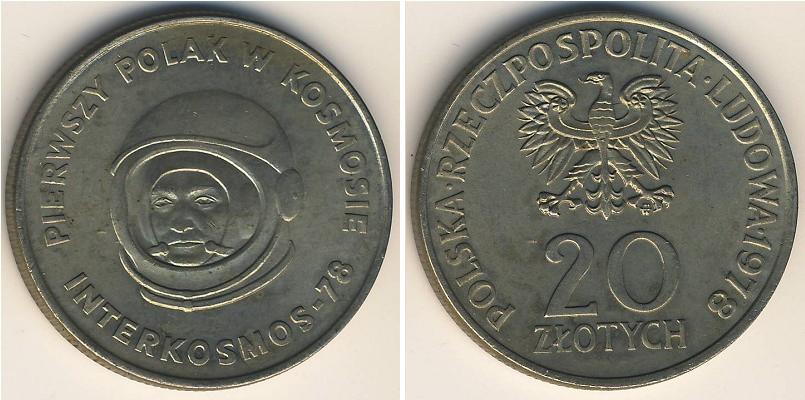 PIERWSZY POLAK W KOSMOSIE
INTERKOSMOS-78
POLSKA·RZECZPOSPOLITA·LUDOWA·1978
20
ZŁOTYCH